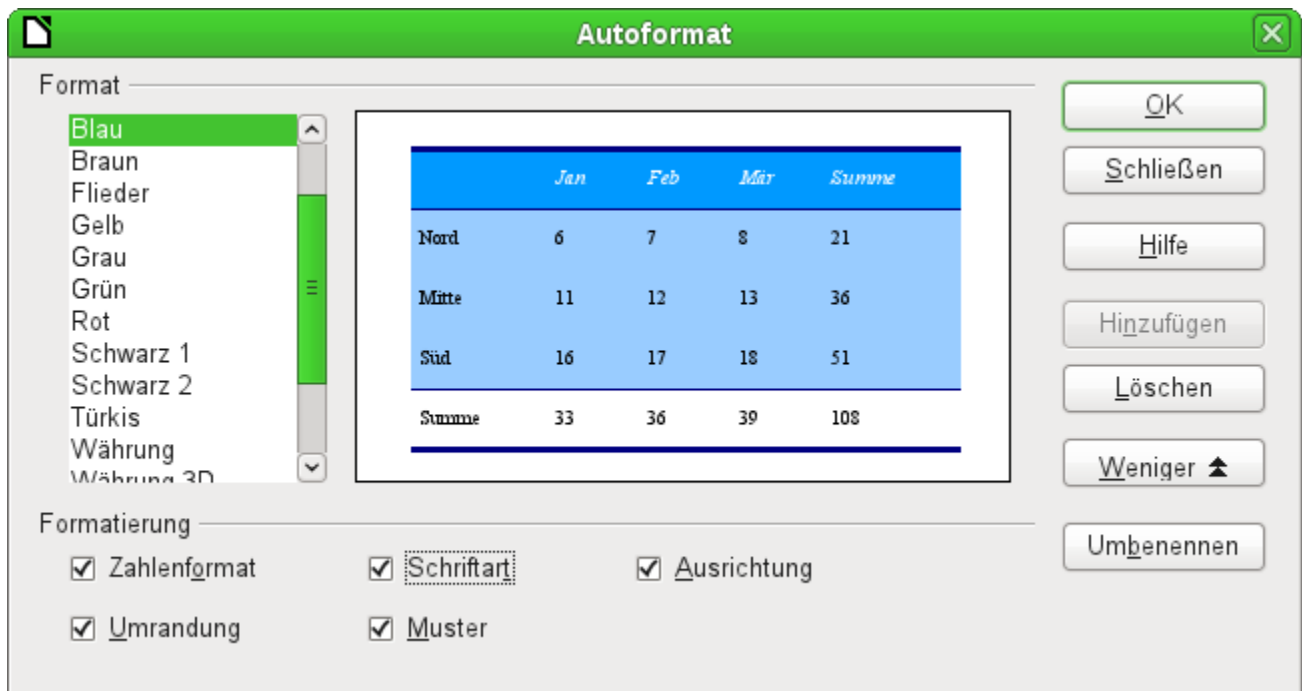 Autoformat
Format
Blau
Braun
Flieder
Gelb
Grau
Grün
Rot
Schwarz 1
Schwarz 2
Türkis
Währung
Währung 3D
Jan Feb Mär Summe
Nord 6 7 8 21
Mitte 11 12 13 36
Süd 16 17 18 51
Summe 33 36 39 108
OK
Schließen
Hilfe
Hinzufügen
Löschen
Weniger
Umbenennen
Formatierung
Zahlenformat Schriftart Ausrichtung
Umrandung Muster